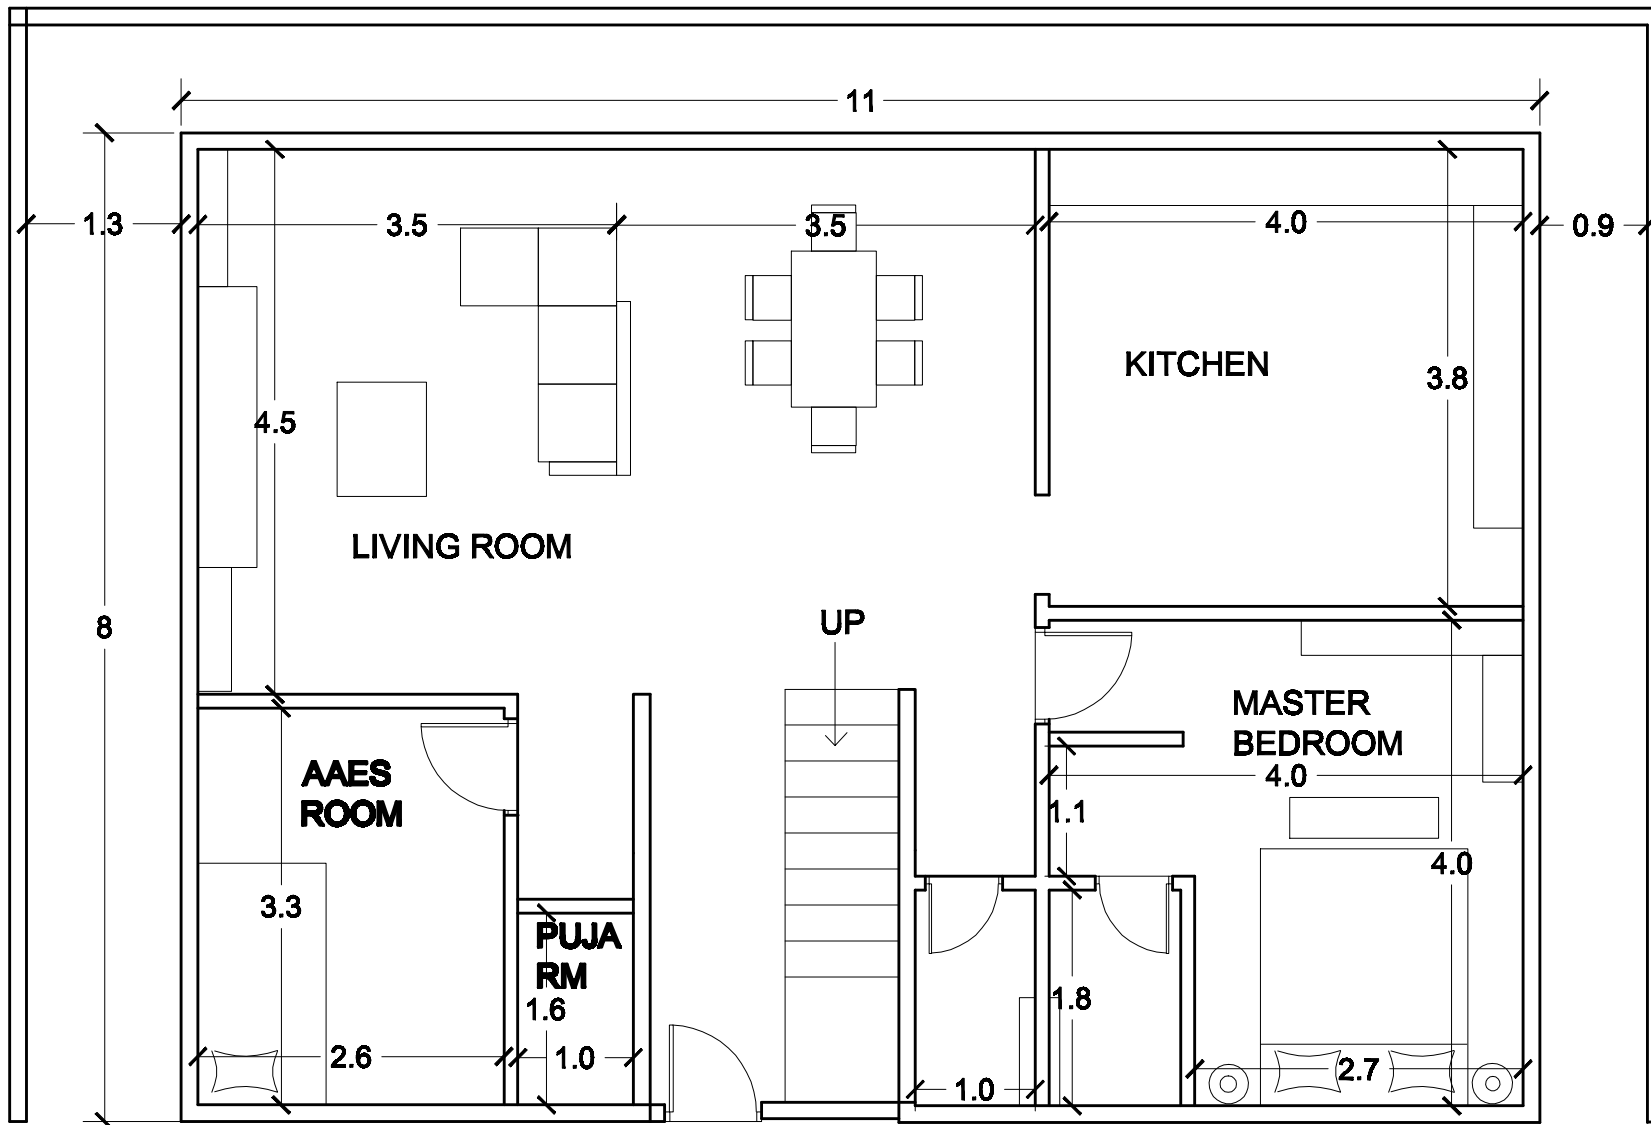 11
1.3
3.5
3.5
4.0
0.9
KITCHEN
3.8
4.5
LIVING ROOM
8
UP
MASTER
BEDROOM
4.0
AAES
ROOM
1.1
4.0
3.3
PUJA
RM
1.6
1.8
2.6
1.0
1.0
2.7